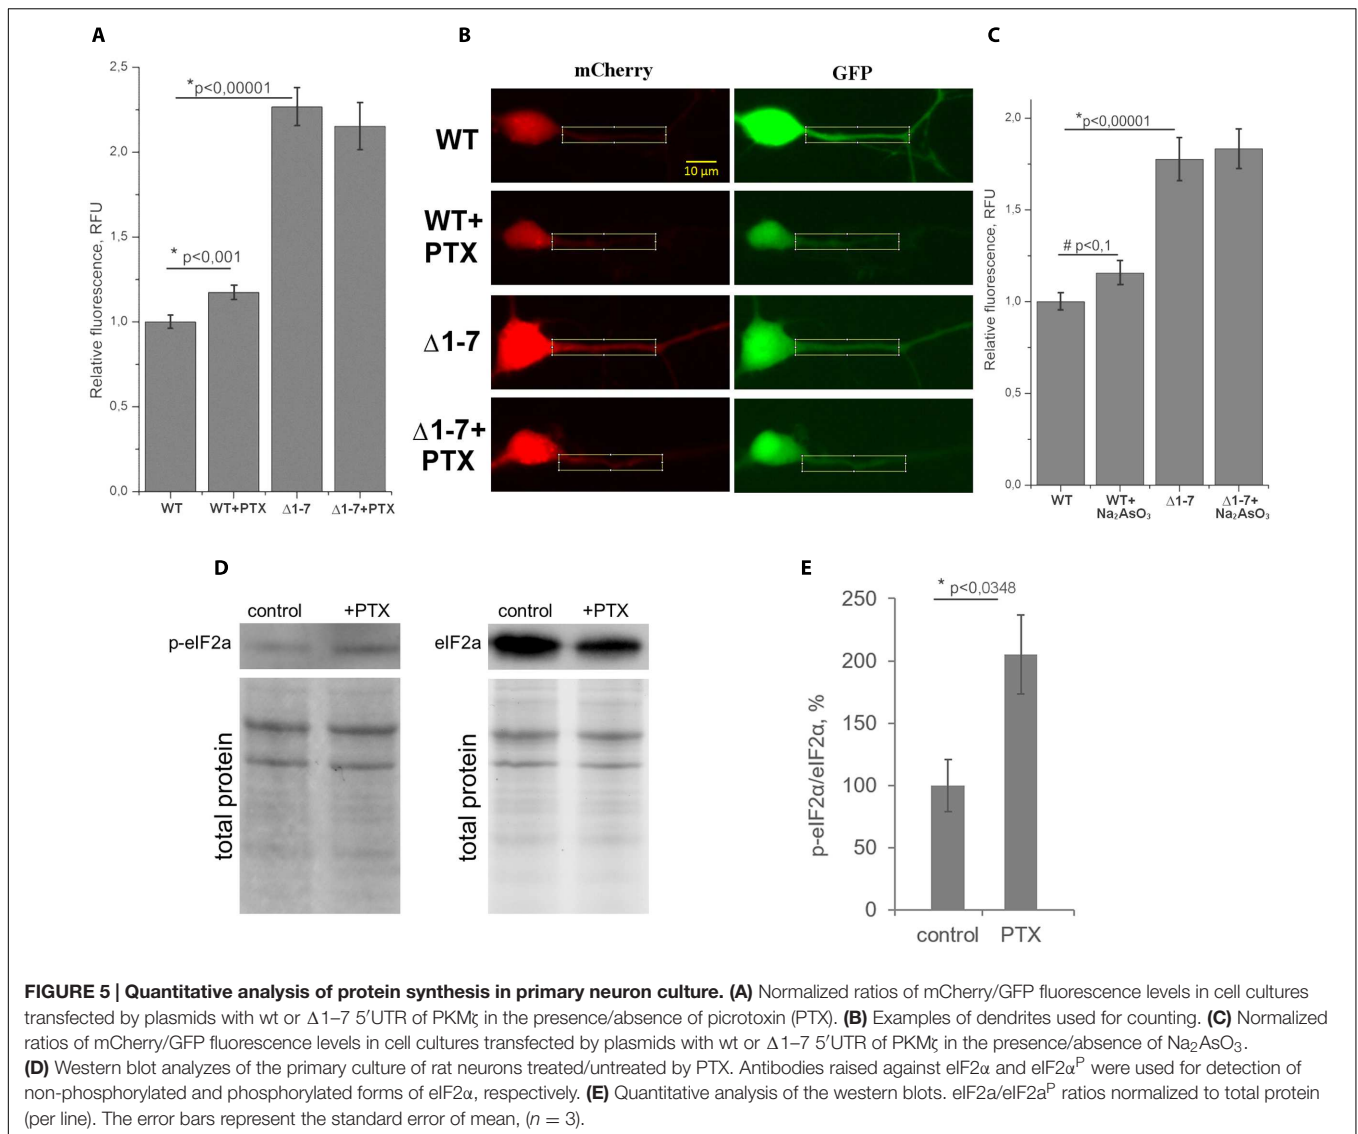 A
2,5
2,0
1,5
1,0
0,5
0,0
Relative fluorescence, RFU
*p<0,00001
* p<0,001
WT
WT+PTX
Δ1-7
Δ1-7+PTX
B
mCherry
GFP
WT
10 µm
WT+
PTX
Δ1-7
Δ1-7+
PTX
C
2,0
1,5
1,0
0,5
0,0
Relative fluorescence, RFU
*p<0,00001
# p<0,1
WT
WT+
Na₂AsO₃
Δ1-7
Δ1-7+
Na₂AsO₃
D
control
+PTX
p-eIF2a
total protein
control
+PTX
eIF2a
total protein
E
* p<0,0348
250
200
150
100
50
0
p-eIF2α/eIF2α, %
control
PTX
FIGURE 5 | Quantitative analysis of protein synthesis in primary neuron culture. (A) Normalized ratios of mCherry/GFP fluorescence levels in cell cultures
transfected by plasmids with wt or Δ1–7 5′UTR of PKMζ in the presence/absence of picrotoxin (PTX). (B) Examples of dendrites used for counting. (C) Normalized
ratios of mCherry/GFP fluorescence levels in cell cultures transfected by plasmids with wt or Δ1–7 5′UTR of PKMζ in the presence/absence of Na₂AsO₃.
(D) Western blot analyzes of the primary culture of rat neurons treated/untreated by PTX. Antibodies raised against eIF2α and eIF2αᴾ were used for detection of
non-phosphorylated and phosphorylated forms of eIF2α, respectively. (E) Quantitative analysis of the western blots. eIF2a/eIF2aᴾ ratios normalized to total protein
(per line). The error bars represent the standard error of mean, (n = 3).